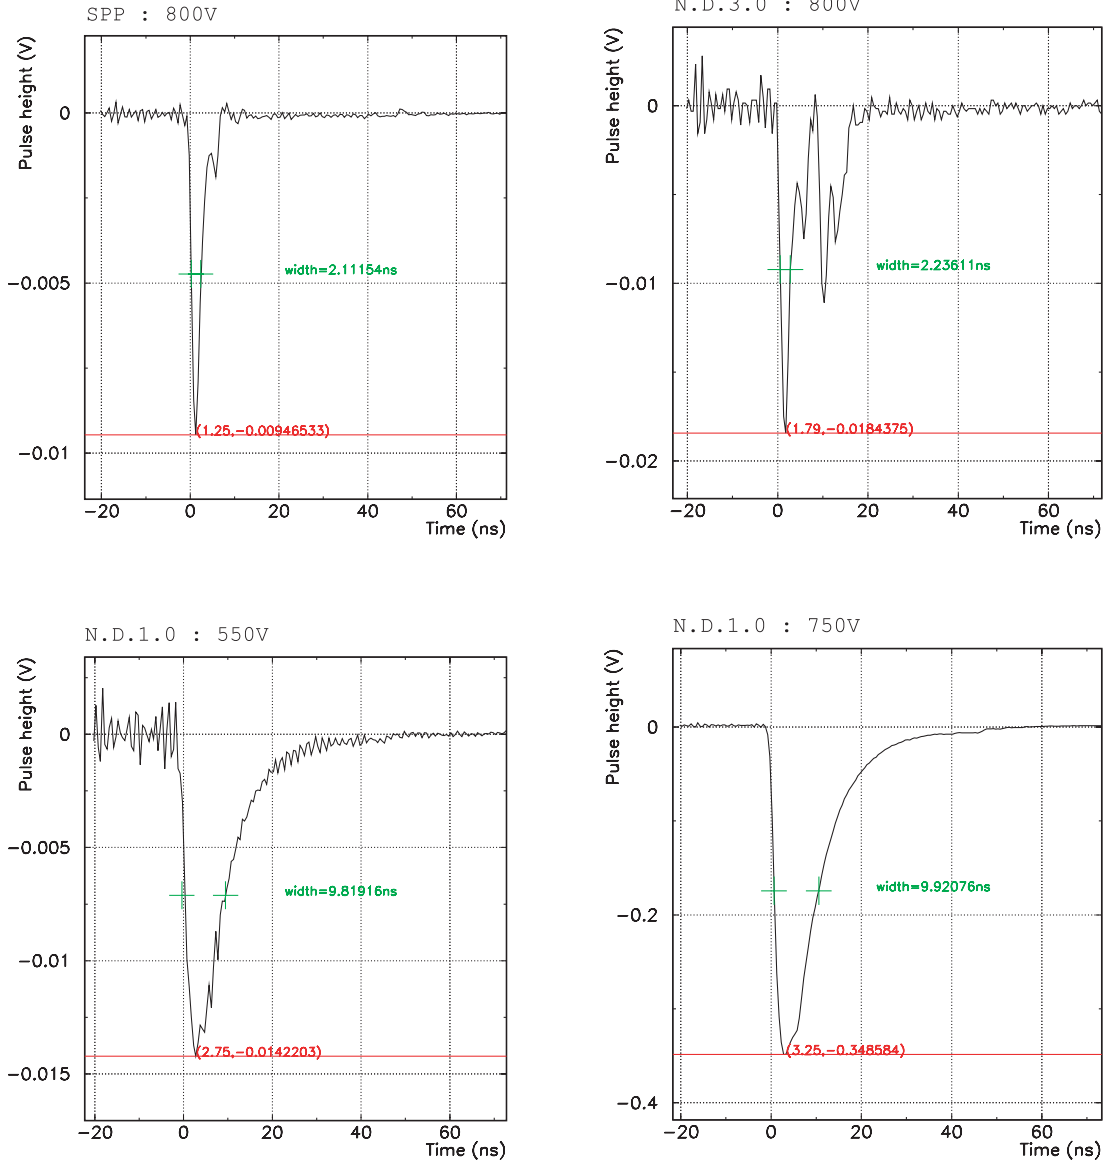 SPP : 800V
Pulse height (V)
0
-0.005
-0.01
width=2.11154ns
(1.25,-0.00946533)
-20 0 20 40 60
Time (ns)
N.D.3.0 : 800V
Pulse height (V)
0
-0.01
-0.02
width=2.23611ns
(1.79,-0.0184375)
-20 0 20 40 60
Time (ns)
N.D.1.0 : 550V
Pulse height (V)
0
-0.005
-0.01
-0.015
width=9.81916ns
(2.75,-0.0142203)
-20 0 20 40 60
Time (ns)
N.D.1.0 : 750V
Pulse height (V)
0
-0.2
-0.4
width=9.92076ns
(3.25,-0.348584)
-20 0 20 40 60
Time (ns)